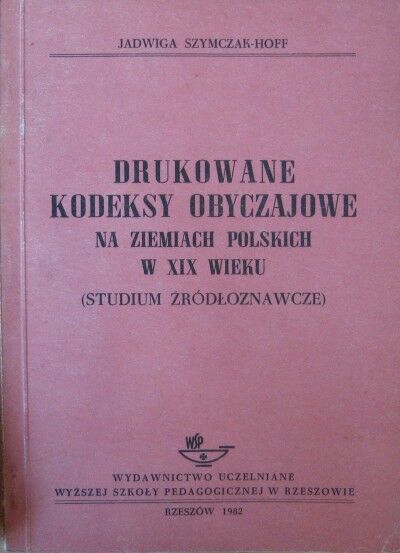 JADWIGA SZYMCZAK-HOFF
DRUKOWANE
KODEKSY OBYCZAJOWE
NA ZIEMIACH POLSKICH
W XIX WIEKU
(STUDIUM ŹRÓDŁOZNAWCZE)
WSP
WYDAWNICTWO UCZELNIANE
WYŻSZEJ SZKOŁY PEDAGOGICZNEJ W RZESZOWIE
RZESZÓW 1982